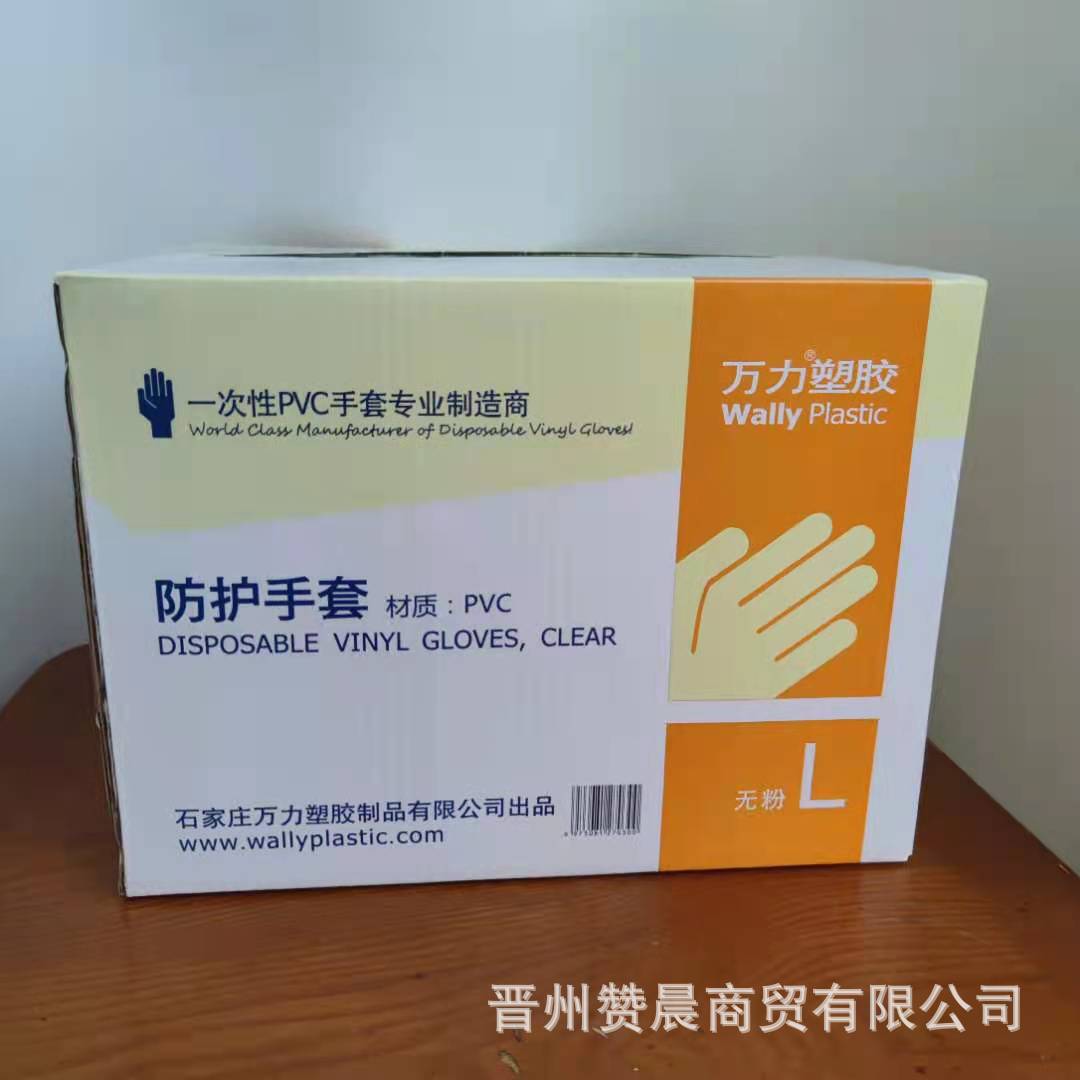 一次性PVC手套专业制造商
World Class Manufacturer of Disposable Vinyl Gloves!
万力®塑胶
Wally Plastic
防护手套 材质：PVC
DISPOSABLE VINYL GLOVES, CLEAR
无粉 L
石家庄万力塑胶制品有限公司出品
www.wallyplastic.com
晋州赞晨商贸有限公司